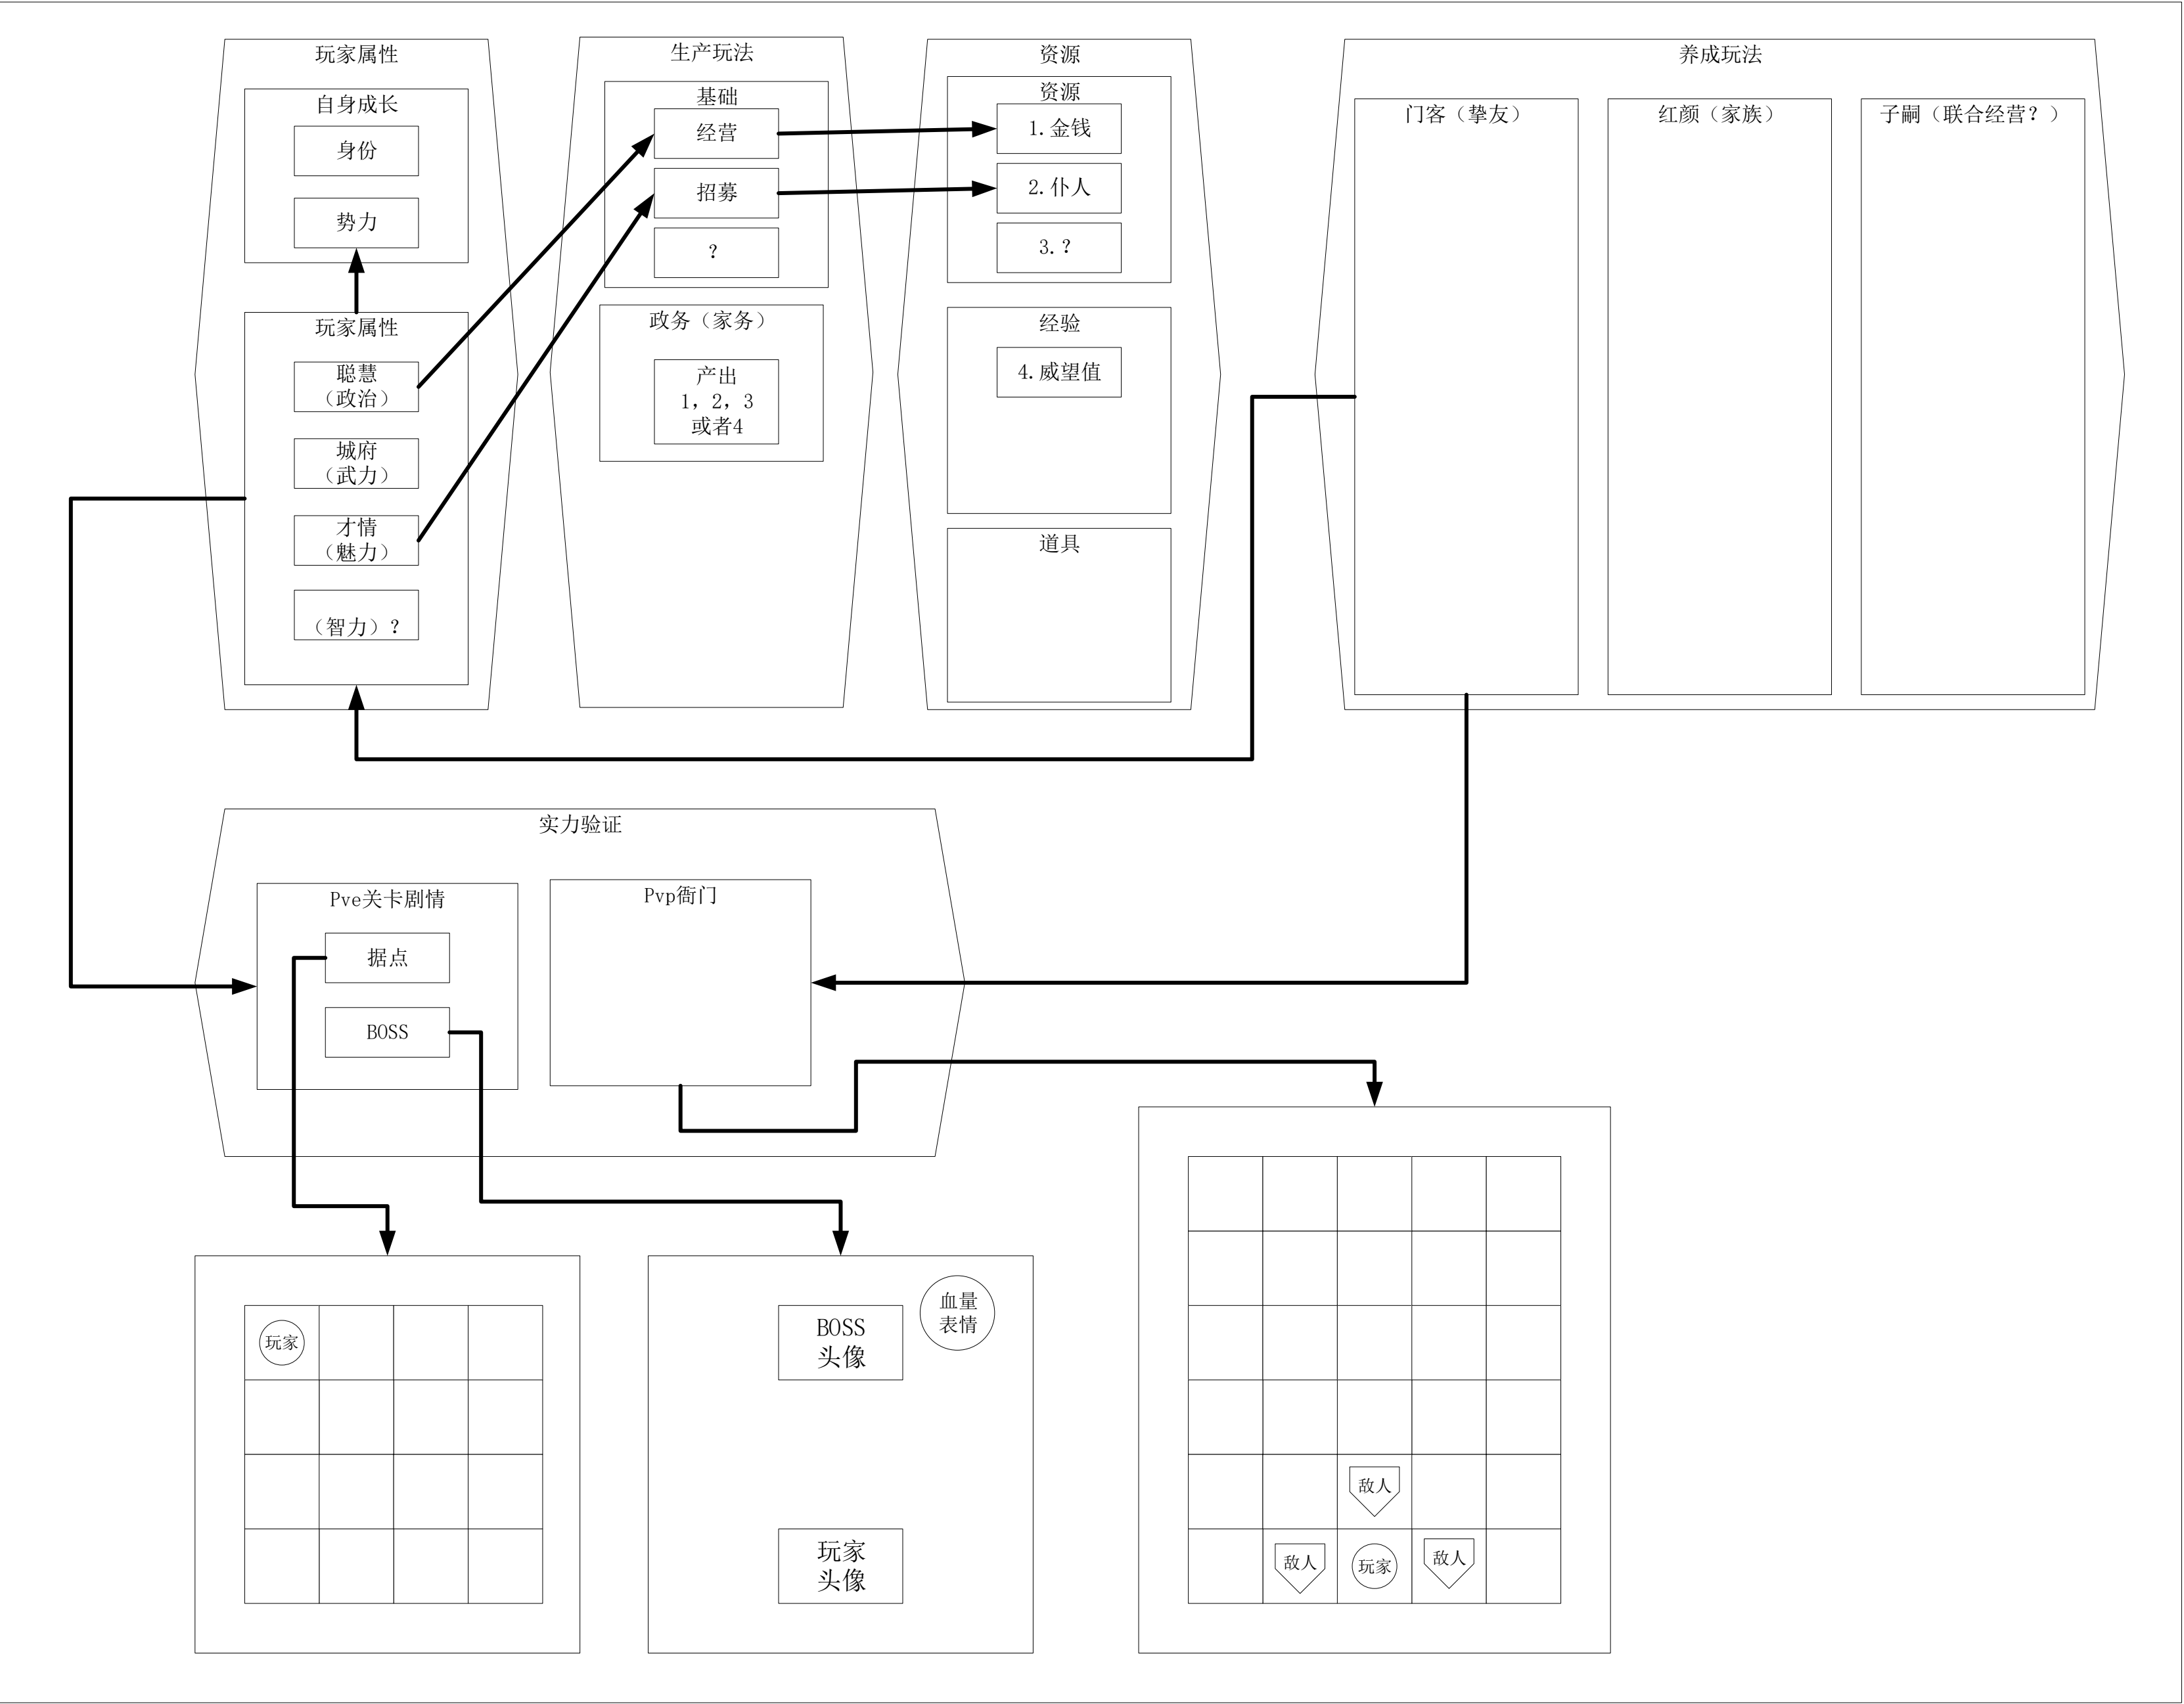 玩家属性
自身成长
身份
势力
玩家属性
聪慧
（政治）
城府
（武力）
才情
（魅力）
（智力）？
生产玩法
基础
经营
招募
？
政务（家务）
产出
1，2，3
或者4
资源
资源
1.金钱
2.仆人
3.？
经验
4.威望值
道具
养成玩法
门客（挚友）
红颜（家族）
子嗣（联合经营？）
实力验证
Pve关卡剧情
据点
BOSS
Pvp衙门
玩家
BOSS
头像
血量
表情
玩家
头像
敌人
敌人
玩家
敌人